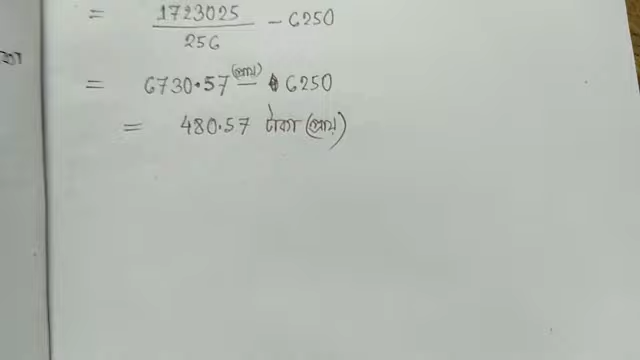 = 1723025/256 - 6250
= 6730.57 (প্রায়) - 6250
= 480.57 টাকা (প্রায়)